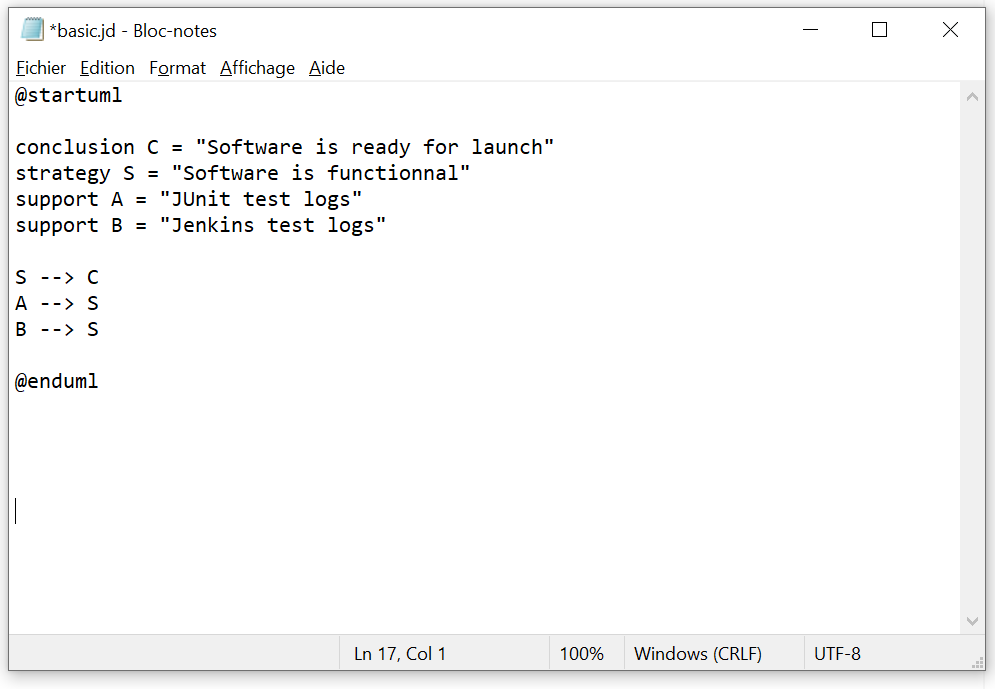 *basic.jd - Bloc-notes
Fichier Edition Format Affichage Aide
@startuml
conclusion C = "Software is ready for launch"
strategy S = "Software is functionnal"
support A = "JUnit test logs"
support B = "Jenkins test logs"
S --> C
A --> S
B --> S
@enduml
Ln 17, Col 1 100% Windows (CRLF) UTF-8